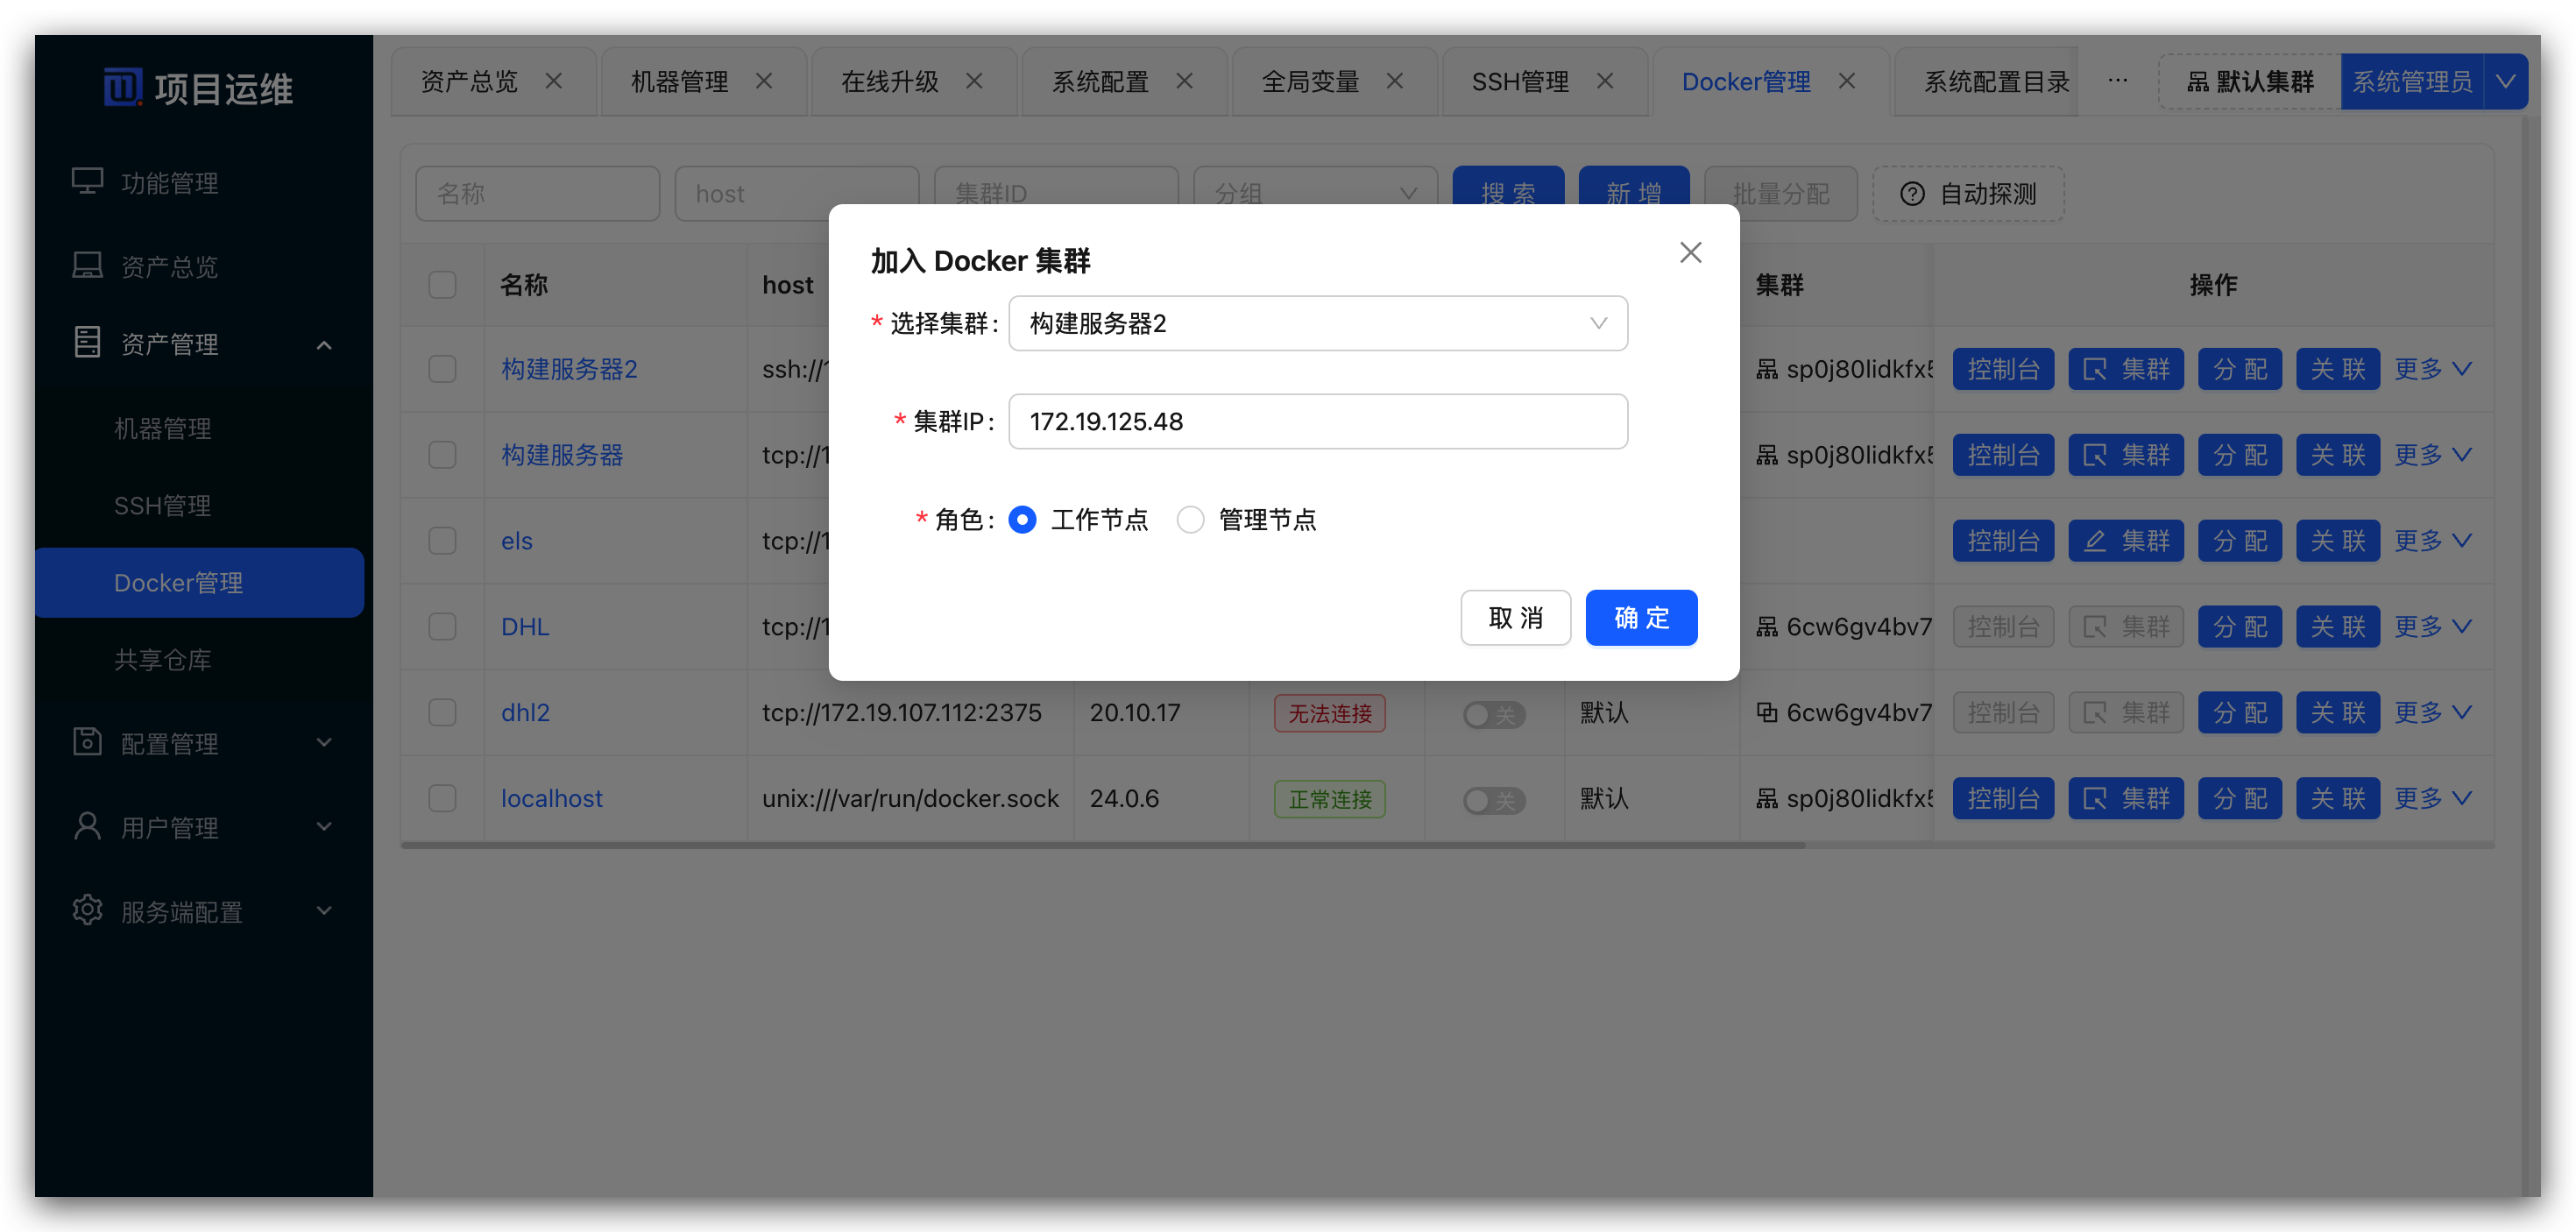 项目运维
功能管理
资产总览
资产管理
机器管理
SSH管理
Docker管理
共享仓库
配置管理
用户管理
服务端配置
资产总览 机器管理 在线升级 系统配置 全局变量 SSH管理 Docker管理 系统配置目录 ··· 默认集群 系统管理员
名称 host 集群ID 分组 搜 索 新 增 批量分配 自动探测
名称 host 集群 操作
构建服务器2 ssh://1 sp0j80lidkfx5 控制台 集群 分 配 关 联 更多
构建服务器 tcp://1 sp0j80lidkfx5 控制台 集群 分 配 关 联 更多
els tcp://1 控制台 集群 分 配 关 联 更多
DHL tcp://1 6cw6gv4bv7 控制台 集群 分 配 关 联 更多
dhl2 tcp://172.19.107.112:2375 20.10.17 无法连接 关 默认 6cw6gv4bv7 控制台 集群 分 配 关 联 更多
localhost unix:///var/run/docker.sock 24.0.6 正常连接 关 默认 sp0j80lidkfx5 控制台 集群 分 配 关 联 更多
加入 Docker 集群
* 选择集群: 构建服务器2
* 集群IP: 172.19.125.48
* 角色: 工作节点 管理节点
取 消 确 定